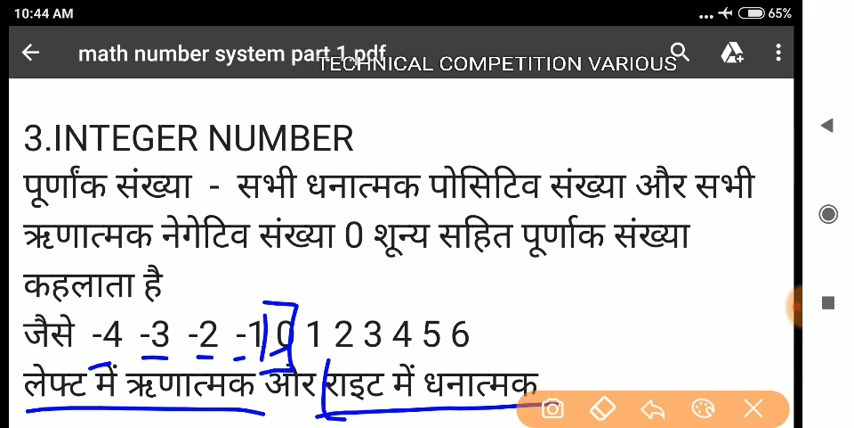 10:44 AM
65%
math number system part 1.pdf
TECHNICAL COMPETITION VARIOUS
3.INTEGER NUMBER
पूर्णांक संख्या - सभी धनात्मक पोसिटिव संख्या और सभी
ऋणात्मक नेगेटिव संख्या 0 शून्य सहित पूर्णाक संख्या
कहलाता है
जैसे -4 -3 -2 -1 0 1 2 3 4 5 6
लेफ्ट में ऋणात्मक और राइट में धनात्मक